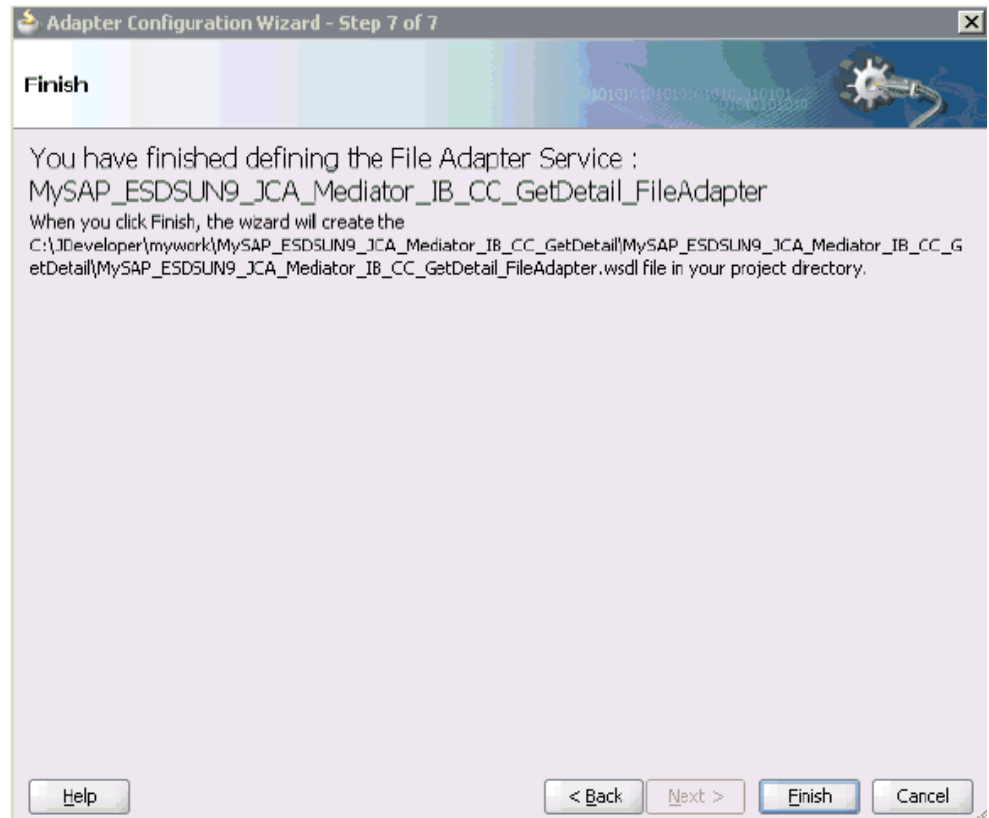 Adapter Configuration Wizard - Step 7 of 7
Finish
You have finished defining the File Adapter Service :
MySAP_ESDSUN9_JCA_Mediator_IB_CC_GetDetail_FileAdapter
When you click Finish, the wizard will create the
C:\JDeveloper\mywork\MySAP_ESDSUN9_JCA_Mediator_IB_CC_GetDetail\MySAP_ESDSUN9_JCA_Mediator_IB_CC_G
etDetail\MySAP_ESDSUN9_JCA_Mediator_IB_CC_GetDetail_FileAdapter.wsdl file in your project directory.
Help
< Back
Next >
Finish
Cancel